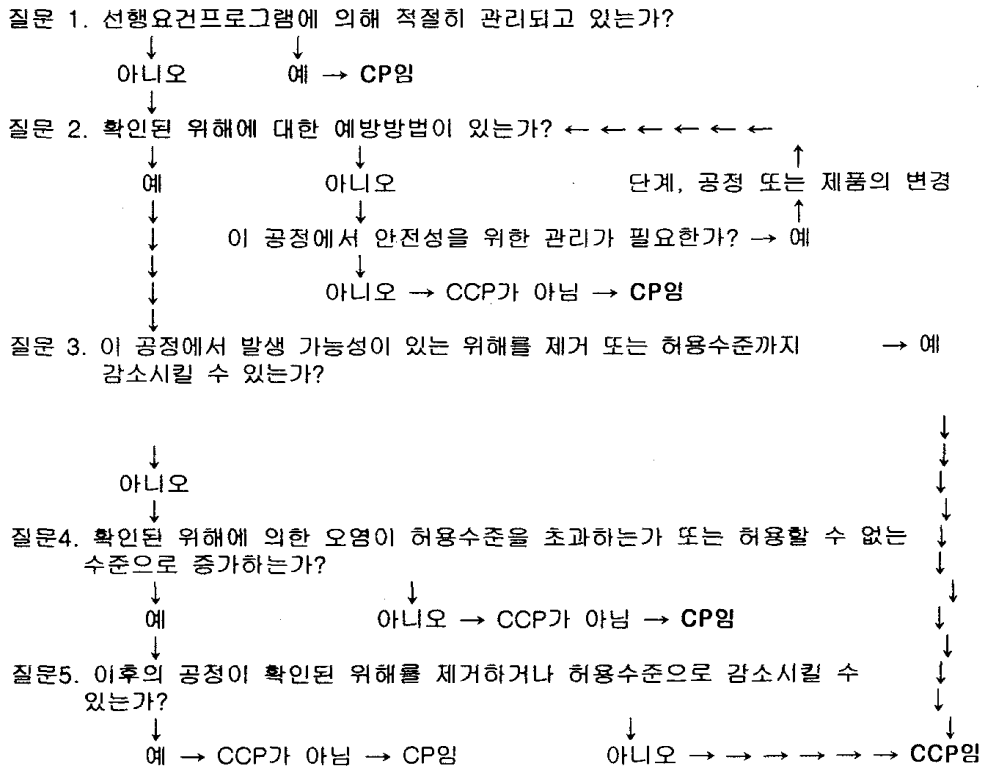 질문 1. 선행요건프로그램에 의해 적절히 관리되고 있는가?
↓ ↓
아니오 예 → CP임
↓
질문 2. 확인된 위해에 대한 예방방법이 있는가? ← ← ← ← ← ←
↓ ↓ ↑
예 아니오 단계, 공정 또는 제품의 변경
↓ ↓ ↑
↓ 이 공정에서 안전성을 위한 관리가 필요한가? → 예
↓ ↓
↓ 아니오 → CCP가 아님 → CP임
↓
질문 3. 이 공정에서 발생 가능성이 있는 위해를 제거 또는 허용수준까지 → 예
감소시킬 수 있는가?
↓
↓ ↓
아니오 ↓
↓ ↓
질문4. 확인된 위해에 의한 오염이 허용수준을 초과하는가 또는 허용할 수 없는 ↓
수준으로 증가하는가? ↓
↓ ↓ ↓
예 아니오 → CCP가 아님 → CP임 ↓
↓ ↓
질문5. 이후의 공정이 확인된 위해를 제거하거나 허용수준으로 감소시킬 수 ↓
있는가? ↓
↓ ↓ ↓
예 → CCP가 아님 → CP임 아니오 → → → → → → CCP임